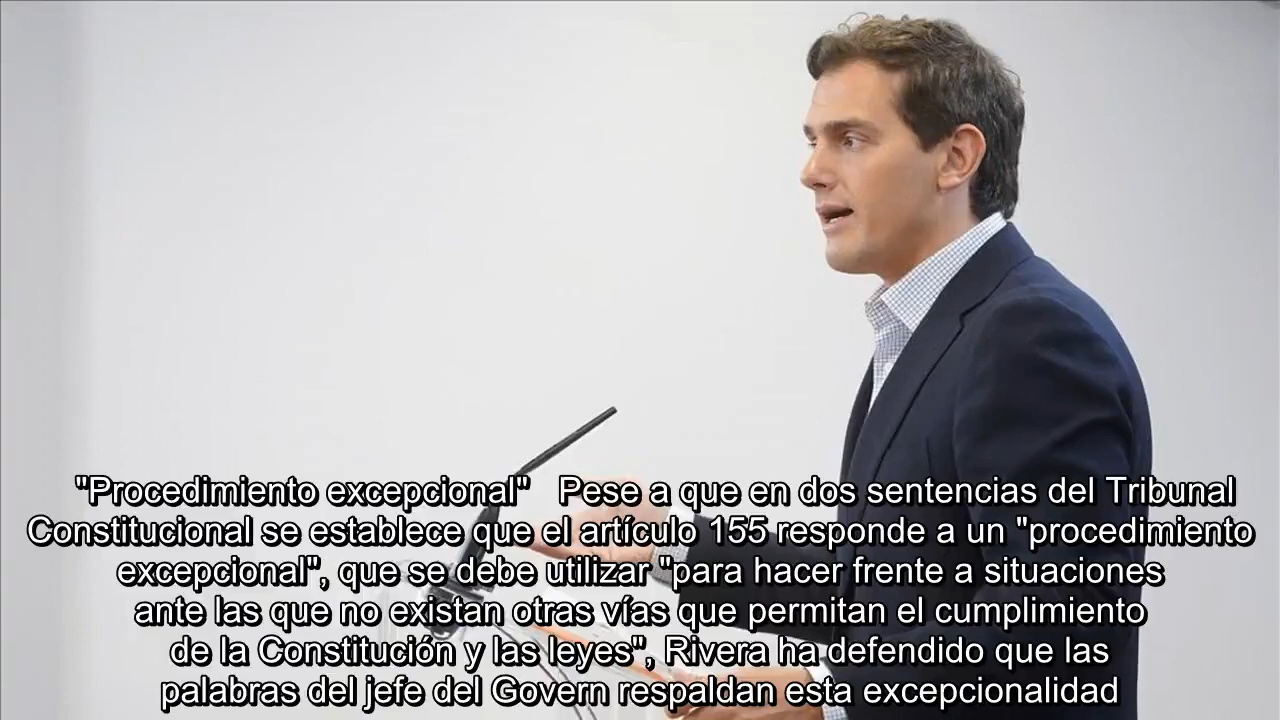 "Procedimiento excepcional"   Pese a que en dos sentencias del Tribunal
Constitucional se establece que el artículo 155 responde a un "procedimiento
excepcional", que se debe utilizar "para hacer frente a situaciones
ante las que no existan otras vías que permitan el cumplimiento
de la Constitución y las leyes", Rivera ha defendido que las
palabras del jefe del Govern respaldan esta excepcionalidad